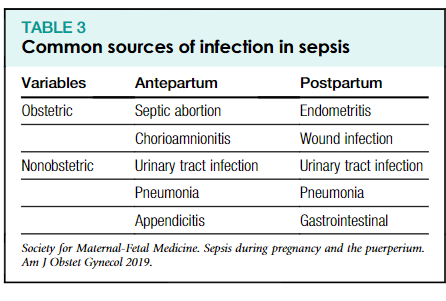 TABLE 3
Common sources of infection in sepsis
Variables Antepartum Postpartum
Obstetric Septic abortion Endometritis
Chorioamnionitis Wound infection
Nonobstetric Urinary tract infection Urinary tract infection
Pneumonia Pneumonia
Appendicitis Gastrointestinal
Society for Maternal-Fetal Medicine. Sepsis during pregnancy and the puerperium.
Am J Obstet Gynecol 2019.